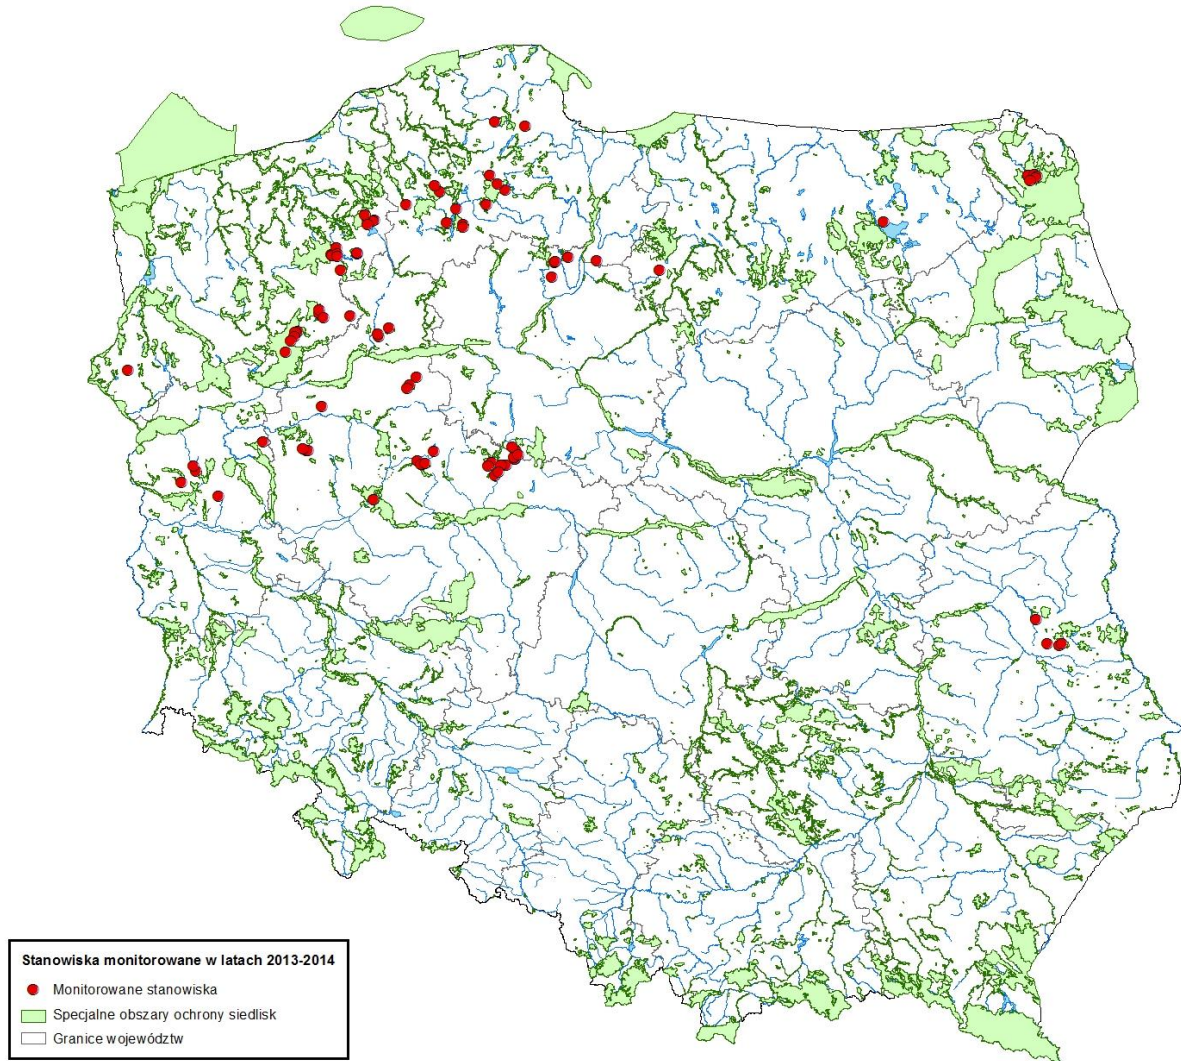 Stanowiska monitorowane w latach 2013-2014
Monitorowane stanowiska
Specjalne obszary ochrony siedlisk
Granice województw